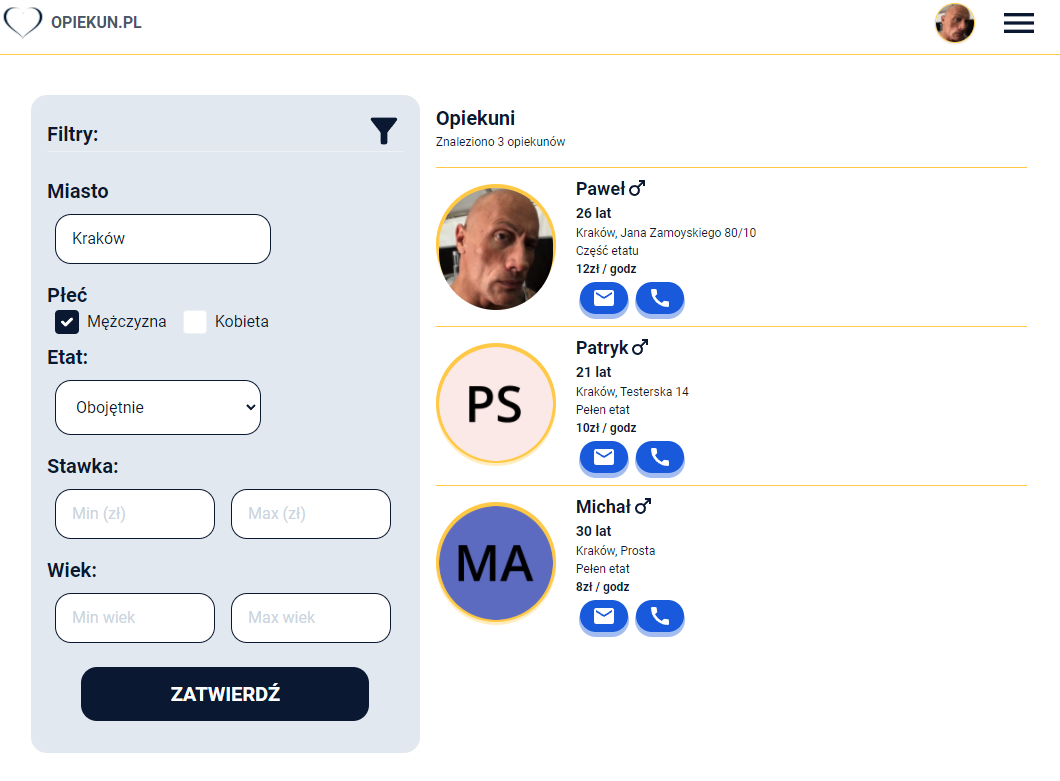 OPIEKUN.PL
Filtry:
Miasto
Kraków
Płeć
Mężczyzna Kobieta
Etat:
Obojętnie
Stawka:
Min (zł) Max (zł)
Wiek:
Min wiek Max wiek
ZATWIERDŹ
Opiekuni
Znaleziono 3 opiekunów
Paweł
26 lat
Kraków, Jana Zamoyskiego 80/10
Część etatu
12zł / godz
PS
Patryk
21 lat
Kraków, Testerska 14
Pełen etat
10zł / godz
MA
Michał
30 lat
Kraków, Prosta
Pełen etat
8zł / godz